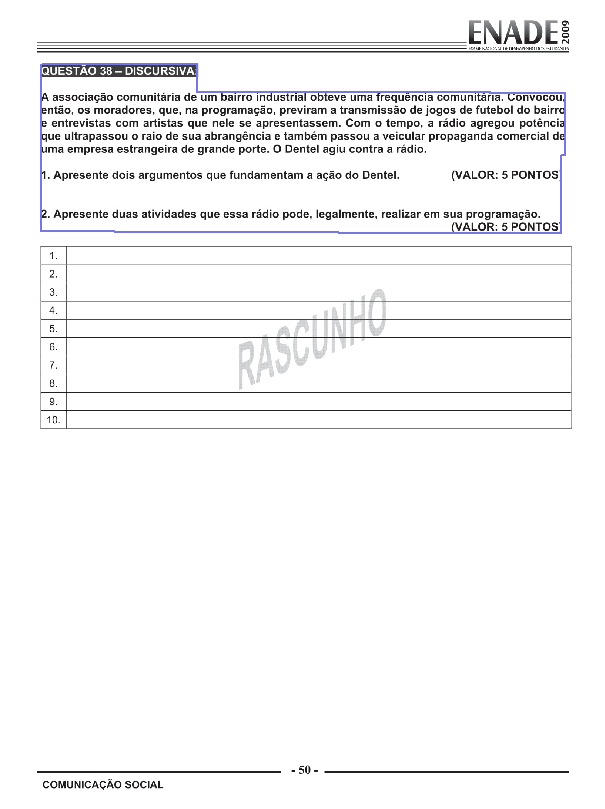 ENADE 2009
EXAME NACIONAL DE DESEMPENHO DOS ESTUDANTES
QUESTÃO 38 – DISCURSIVA
A associação comunitária de um bairro industrial obteve uma frequência comunitária. Convocou,
então, os moradores, que, na programação, previram a transmissão de jogos de futebol do bairro
e entrevistas com artistas que nele se apresentassem. Com o tempo, a rádio agregou potência
que ultrapassou o raio de sua abrangência e também passou a veicular propaganda comercial de
uma empresa estrangeira de grande porte. O Dentel agiu contra a rádio.
1. Apresente dois argumentos que fundamentam a ação do Dentel. (VALOR: 5 PONTOS)
2. Apresente duas atividades que essa rádio pode, legalmente, realizar em sua programação.
(VALOR: 5 PONTOS)
1.
2.
3.
4.
5.
6.
7.
8.
9.
10.
RASCUNHO
- 50 -
COMUNICAÇÃO SOCIAL